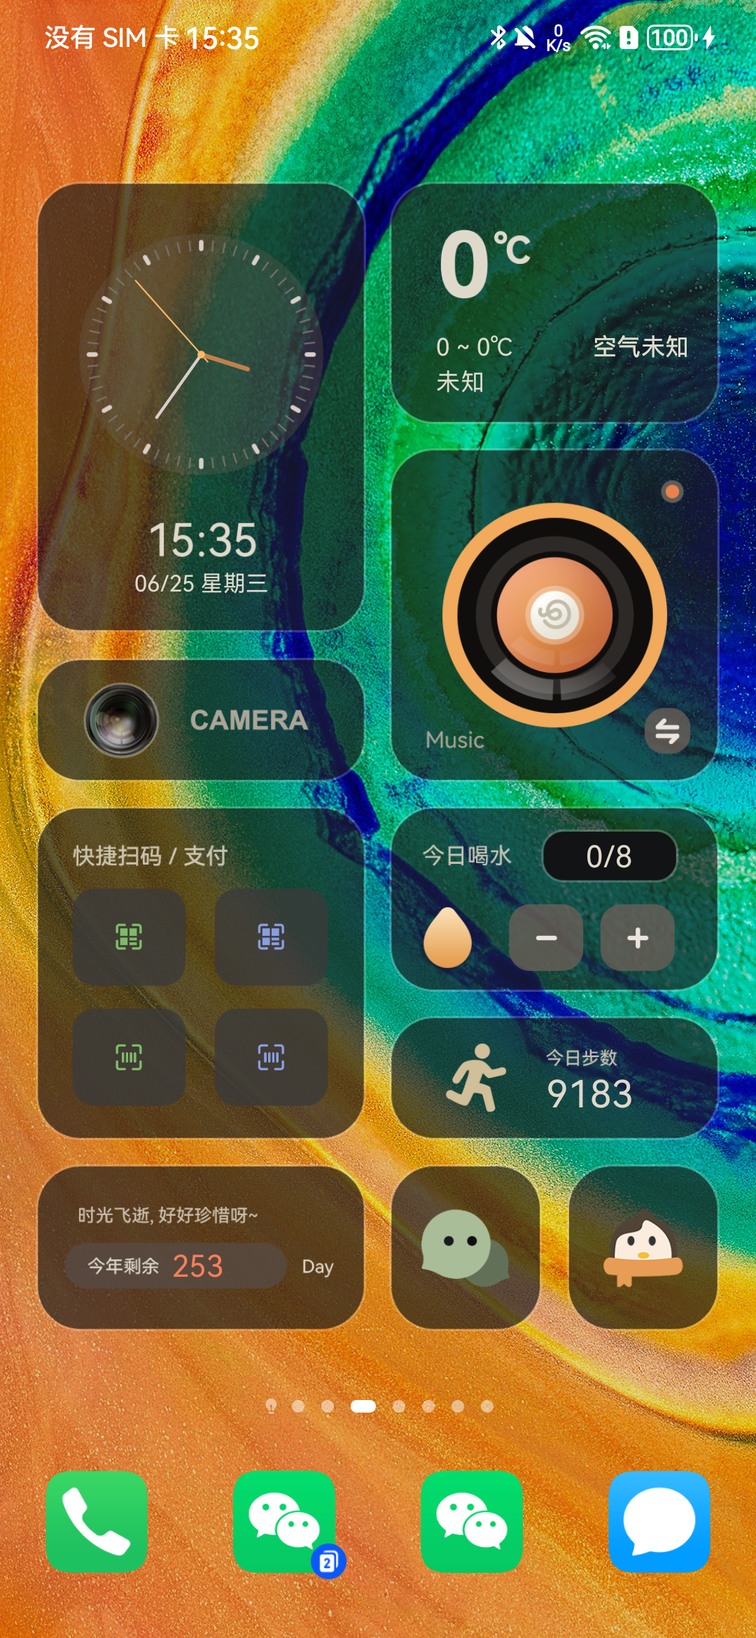 没有 SIM 卡 15:35
0 K/s
100
0℃
0 ~ 0℃
空气未知
未知
15:35
06/25 星期三
CAMERA
Music
快捷扫码 / 支付
今日喝水
0/8
今日步数
9183
时光飞逝, 好好珍惜呀~
今年剩余 253 Day
2